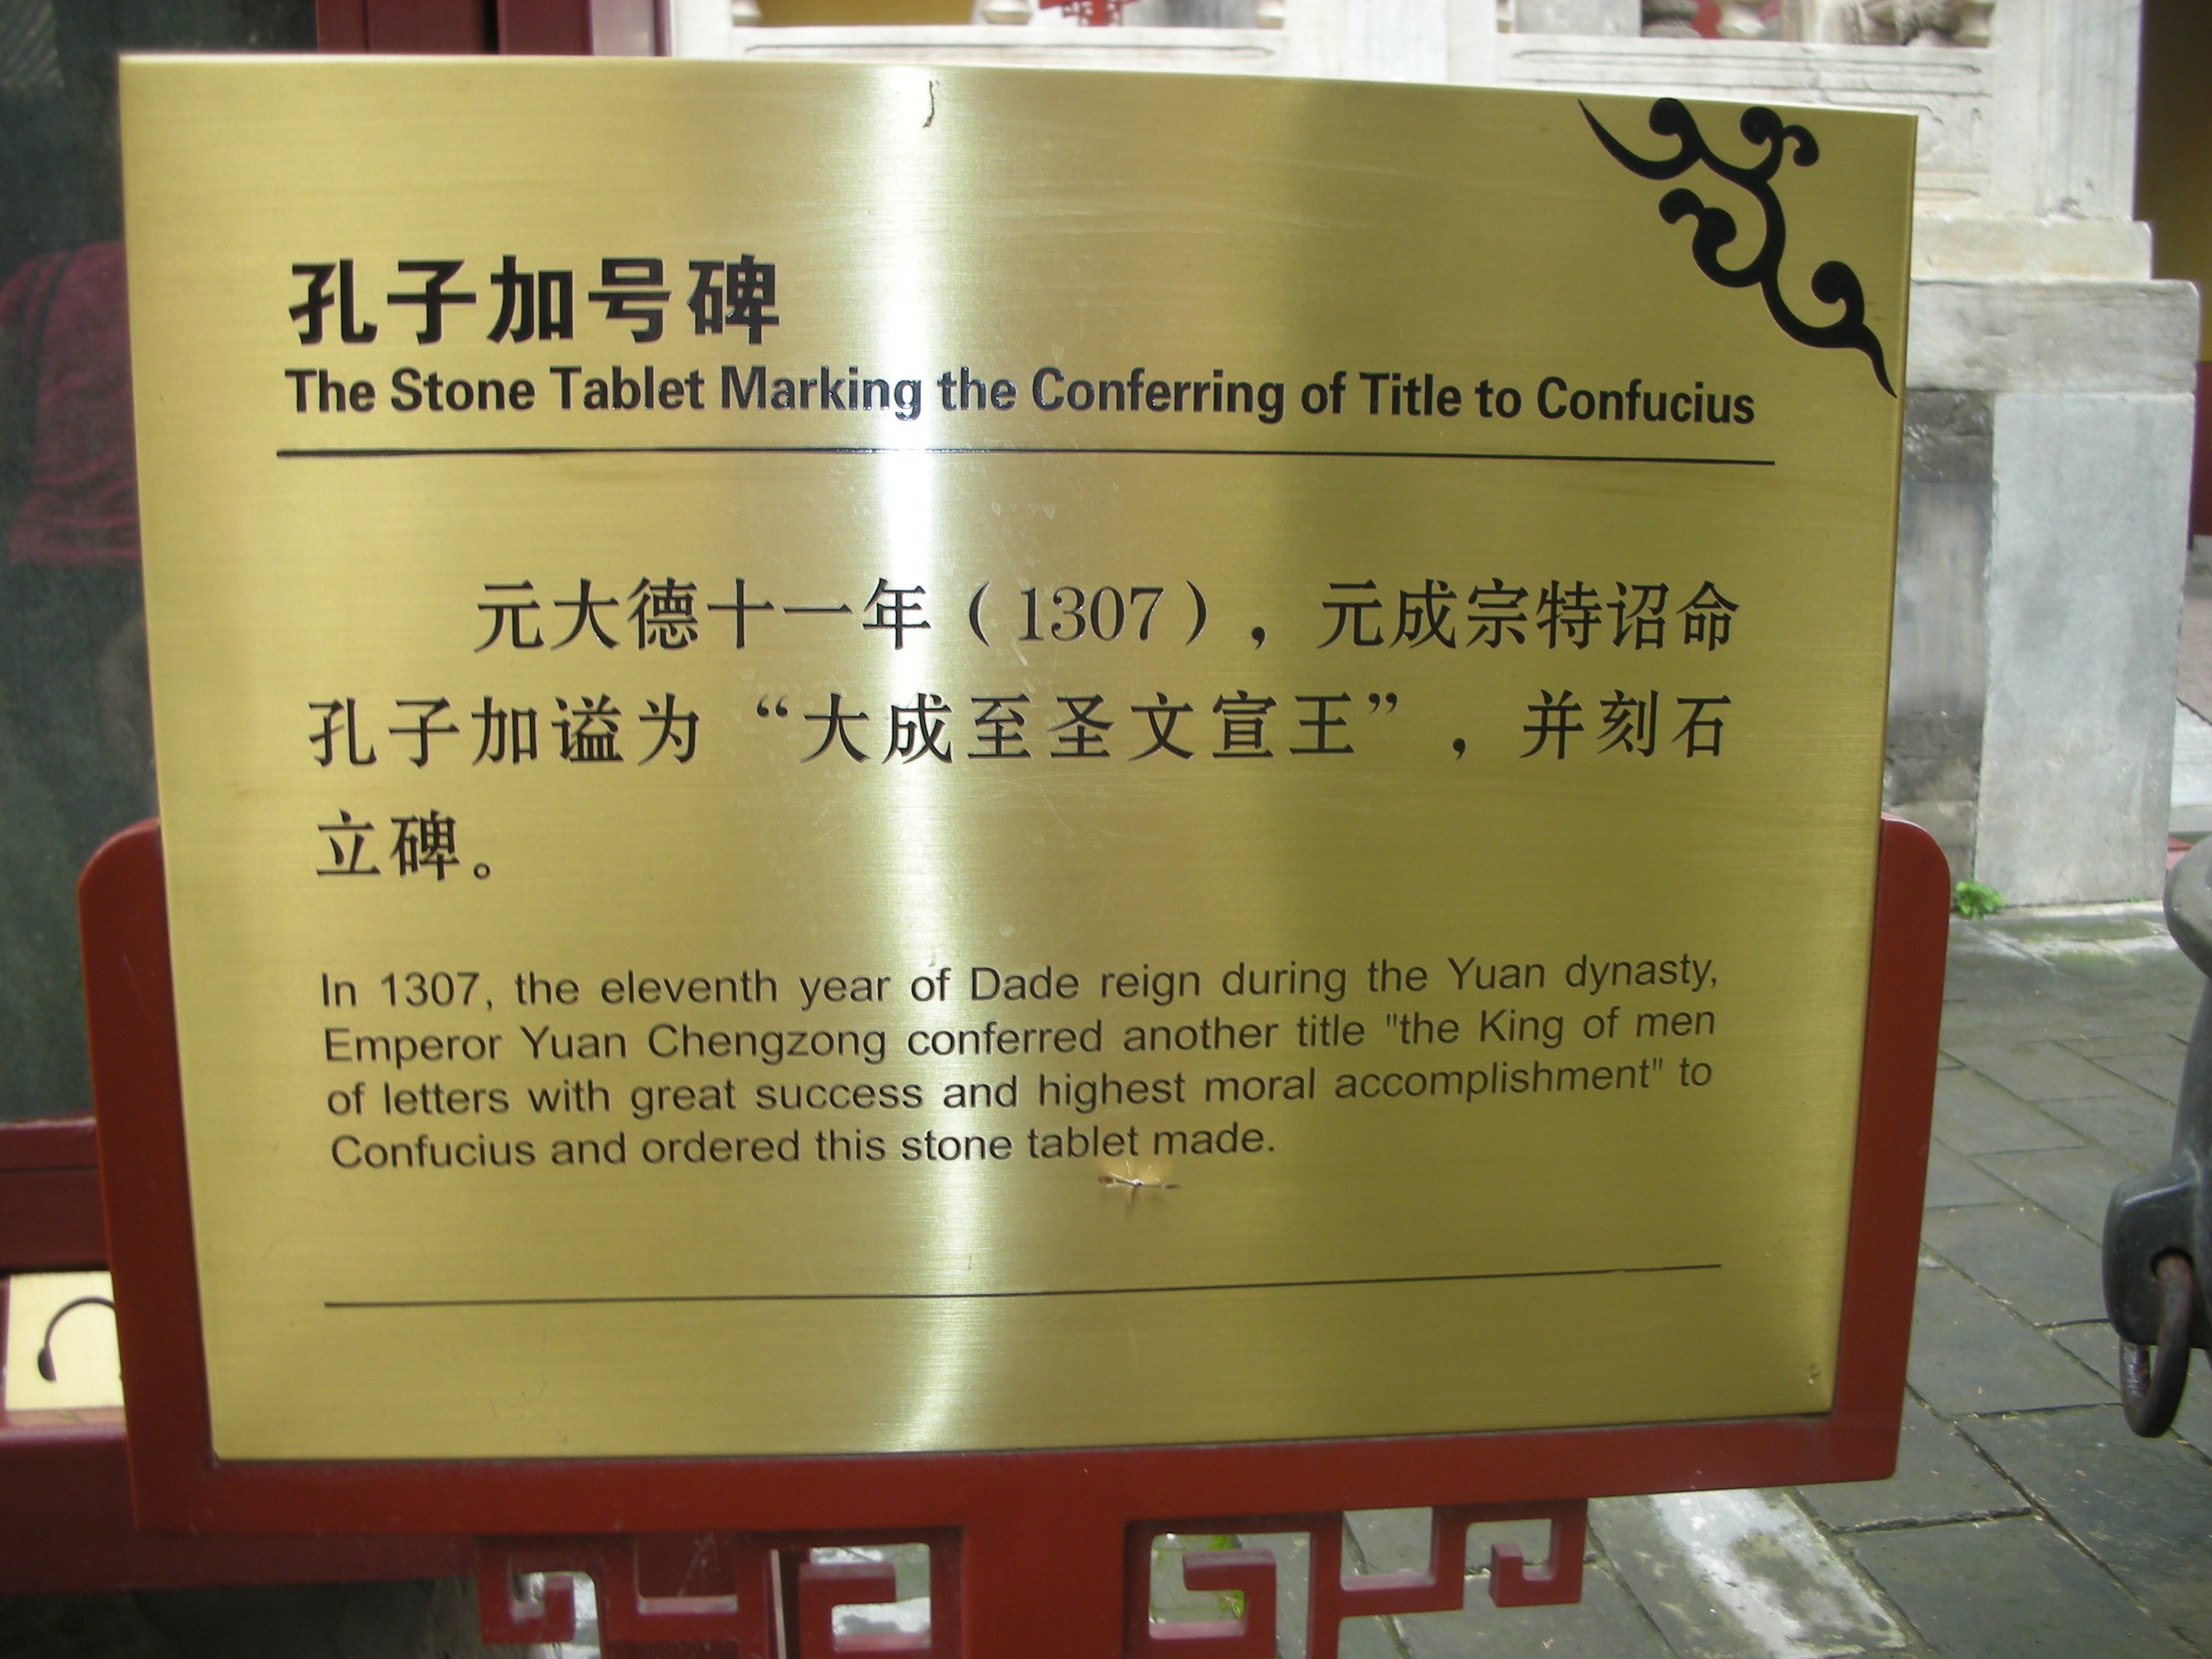 孔子加号碑
The Stone Tablet Marking the Conferring of Title to Confucius
元大德十一年（1307），元成宗特诏命
孔子加谥为“大成至圣文宣王”，并刻石
立碑。
In 1307, the eleventh year of Dade reign during the Yuan dynasty,
Emperor Yuan Chengzong conferred another title "the King of men
of letters with great success and highest moral accomplishment" to
Confucius and ordered this stone tablet made.